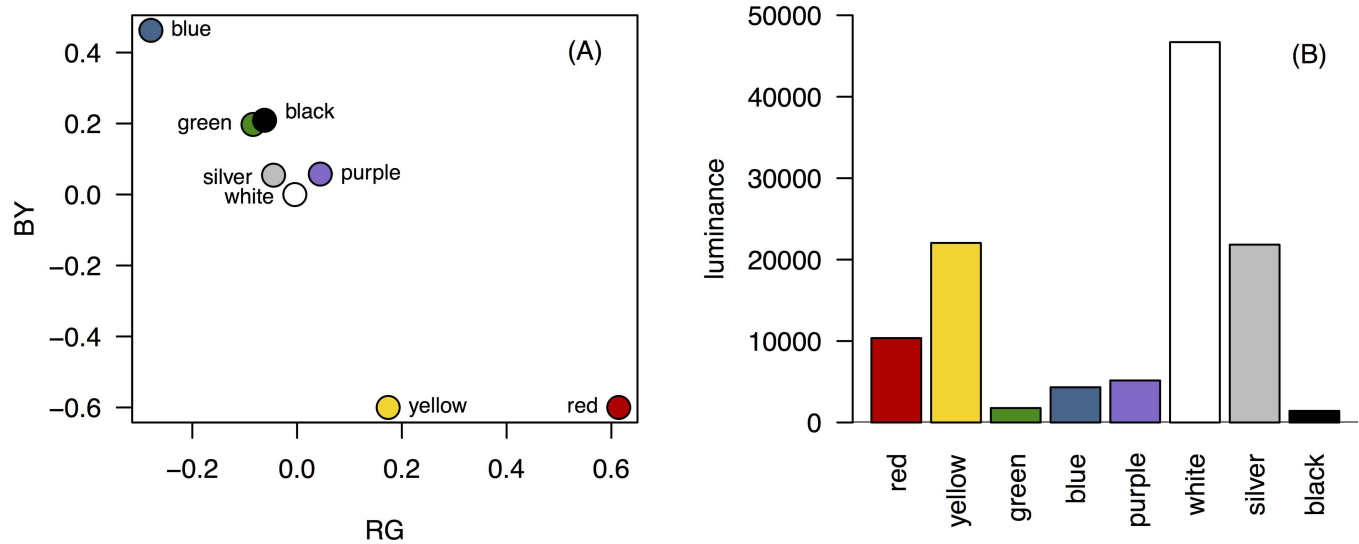 (A)
BY
0.4
0.2
0.0
−0.2
−0.4
−0.6
blue
black
green
silver
purple
white
yellow
red
−0.2 0.0 0.2 0.4 0.6
RG
(B)
luminance
50000
40000
30000
20000
10000
0
red
yellow
green
blue
purple
white
silver
black